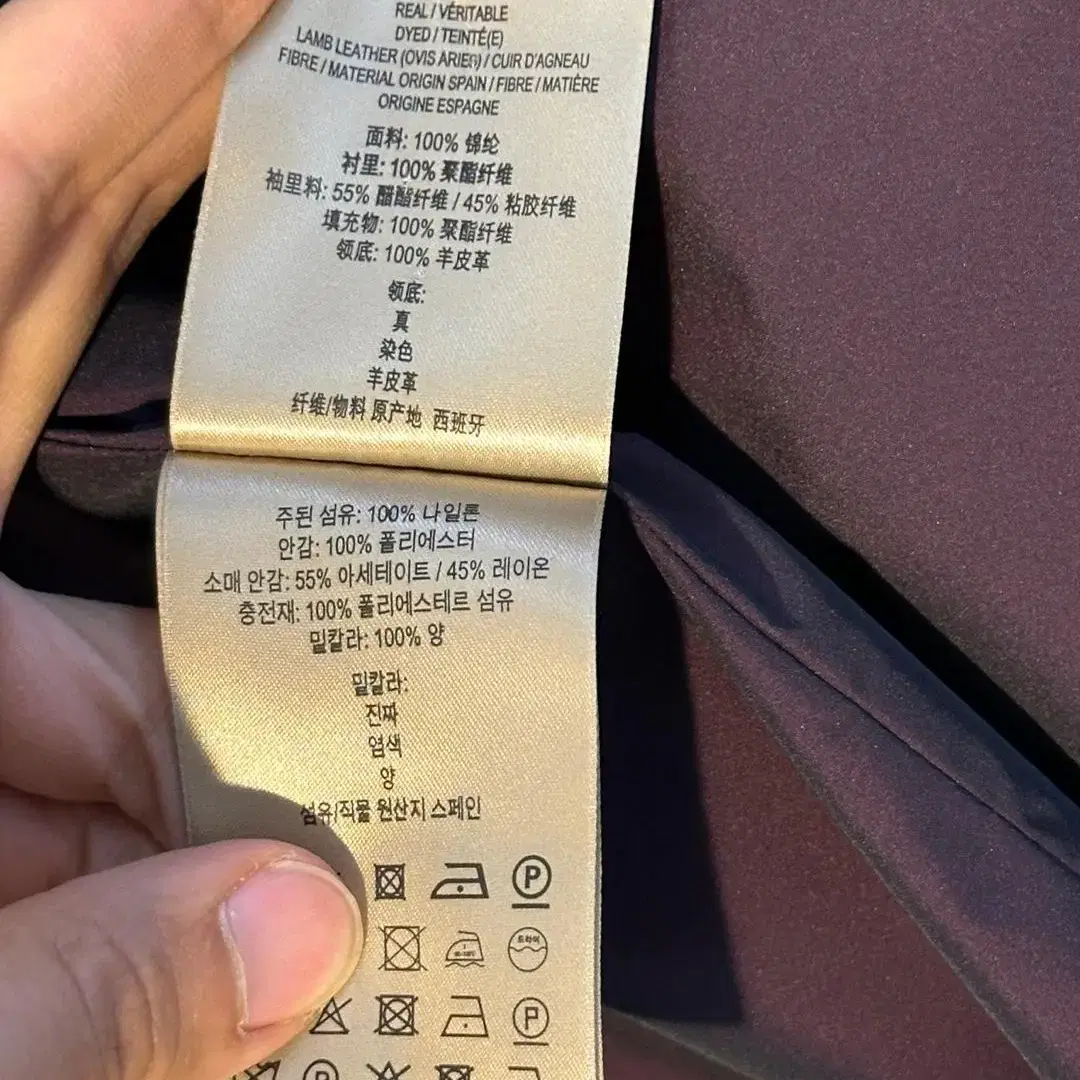 REAL / VÉRITABLE
DYED / TEINTÉ(E)
LAMB LEATHER (OVIS ARIES) / CUIR D'AGNEAU
FIBRE / MATERIAL ORIGIN SPAIN / FIBRE / MATIÈRE
ORIGINE ESPAGNE
面料: 100% 锦纶
衬里: 100% 聚酯纤维
袖里料: 55% 醋酯纤维 / 45% 粘胶纤维
填充物: 100% 聚酯纤维
领底: 100% 羊皮革
领底:
真
染色
羊皮革
纤维/物料 原产地 西班牙
주된 섬유: 100% 나일론
안감: 100% 폴리에스터
소매 안감: 55% 아세테이트 / 45% 레이온
충전재: 100% 폴리에스테르 섬유
밑칼라: 100% 양
밑칼라:
진짜
염색
양
섬유/직물 원산지 스페인
P
드라이
P
P